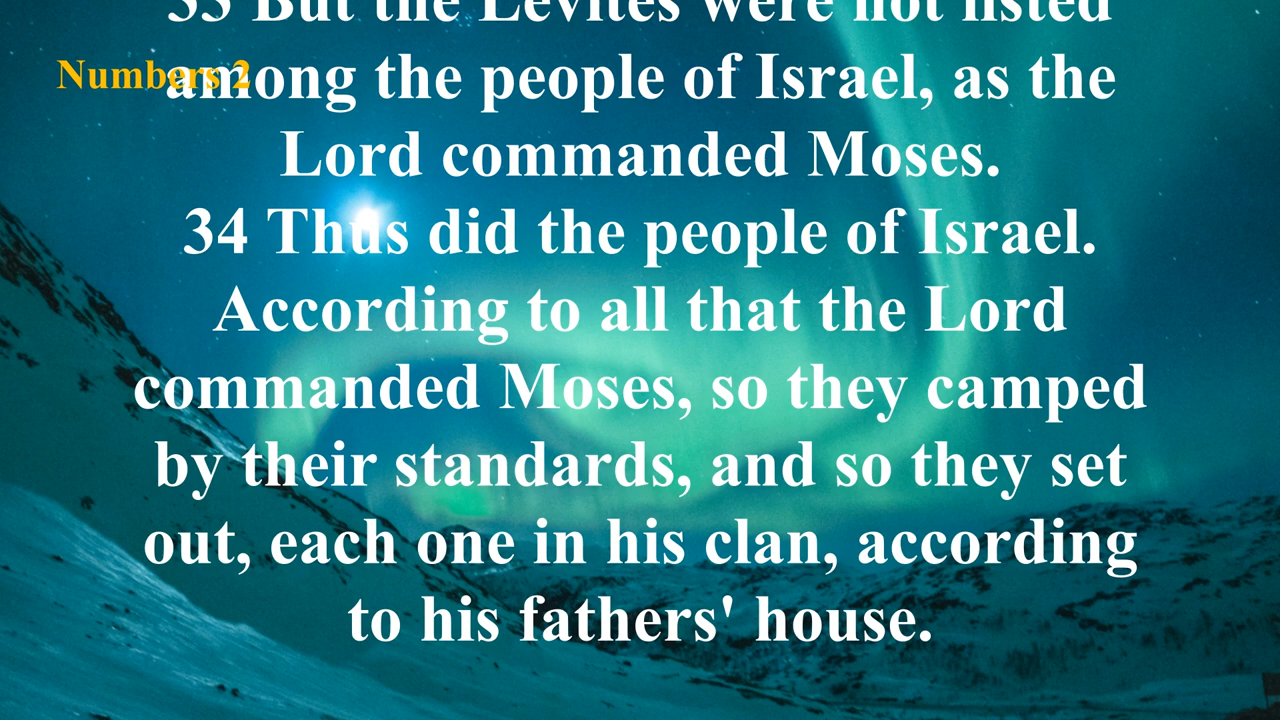 33 But the Levites were not listed
Numbers 2
among the people of Israel, as the
Lord commanded Moses.
34 Thus did the people of Israel.
According to all that the Lord
commanded Moses, so they camped
by their standards, and so they set
out, each one in his clan, according
to his fathers' house.